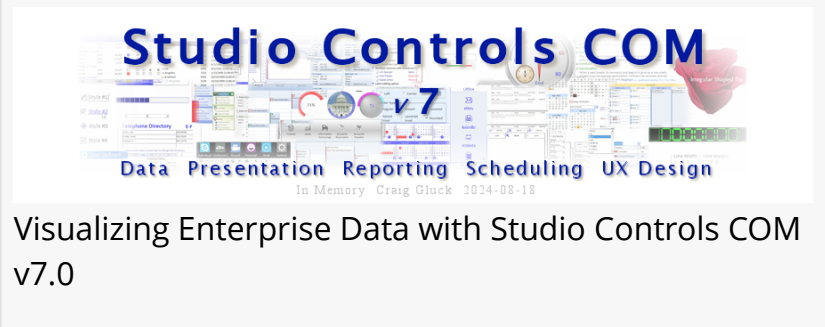 Studio Controls COM
v 7
Data Presentation Reporting Scheduling UX Design
In Memory Craig Gluck 2024-08-18
Visualizing Enterprise Data with Studio Controls COM
v7.0